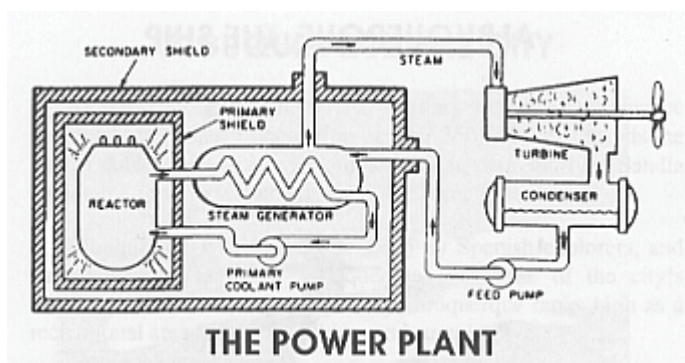 SECONDARY SHIELD
STEAM
PRIMARY
SHIELD
TURBINE
REACTOR
STEAM GENERATOR
CONDENSER
PRIMARY
COOLANT PUMP
FEED PUMP
THE POWER PLANT